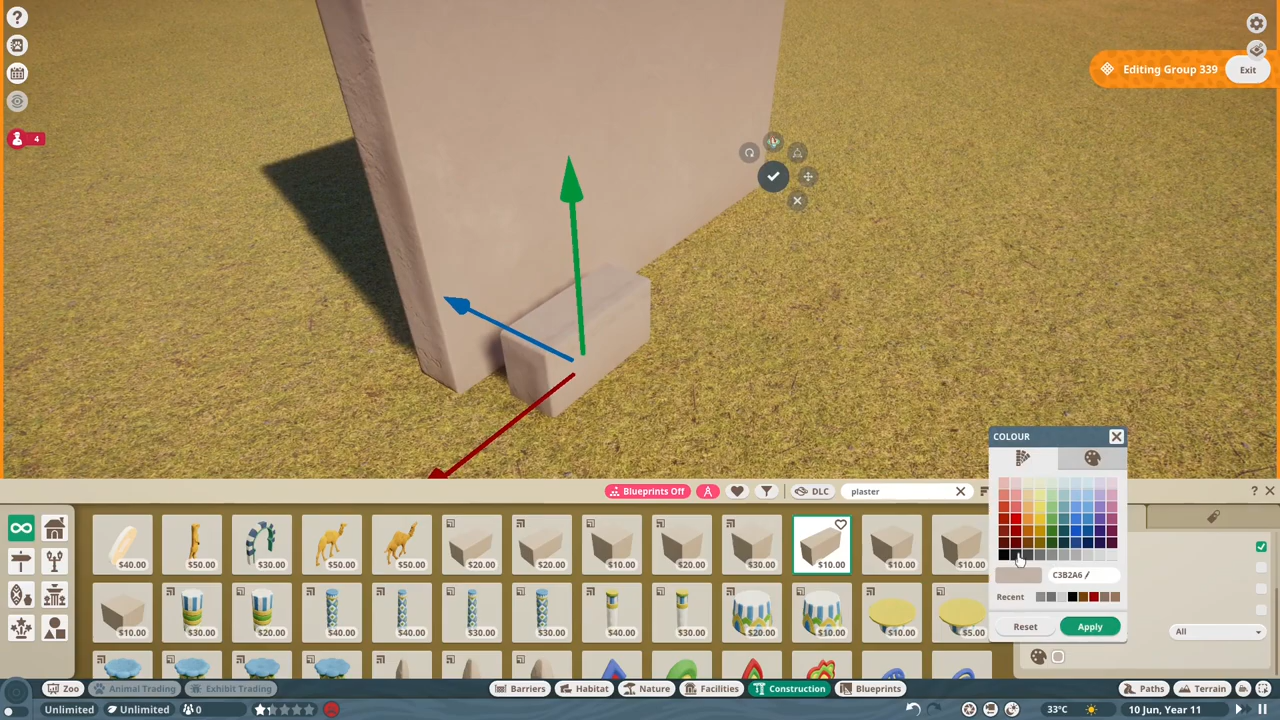 ?
Editing Group 339
Exit
4
COLOUR
Blueprints Off
DLC
plaster
?
$40.00 $50.00 $30.00 $50.00 $50.00 $20.00 $20.00 $10.00 $20.00 $30.00 $10.00 $10.00 $10.00
C3B2A6 /
Recent
$10.00 $30.00 $20.00 $40.00 $40.00 $30.00 $30.00 $40.00 $40.00 $30.00 $10.00 $10.00 $5.00
Reset
Apply
All
Zoo
Animal Trading
Exhibit Trading
Barriers
Habitat
Nature
Facilities
Construction
Blueprints
Paths
Terrain
Unlimited
Unlimited
0
33°C
10 Jun, Year 11